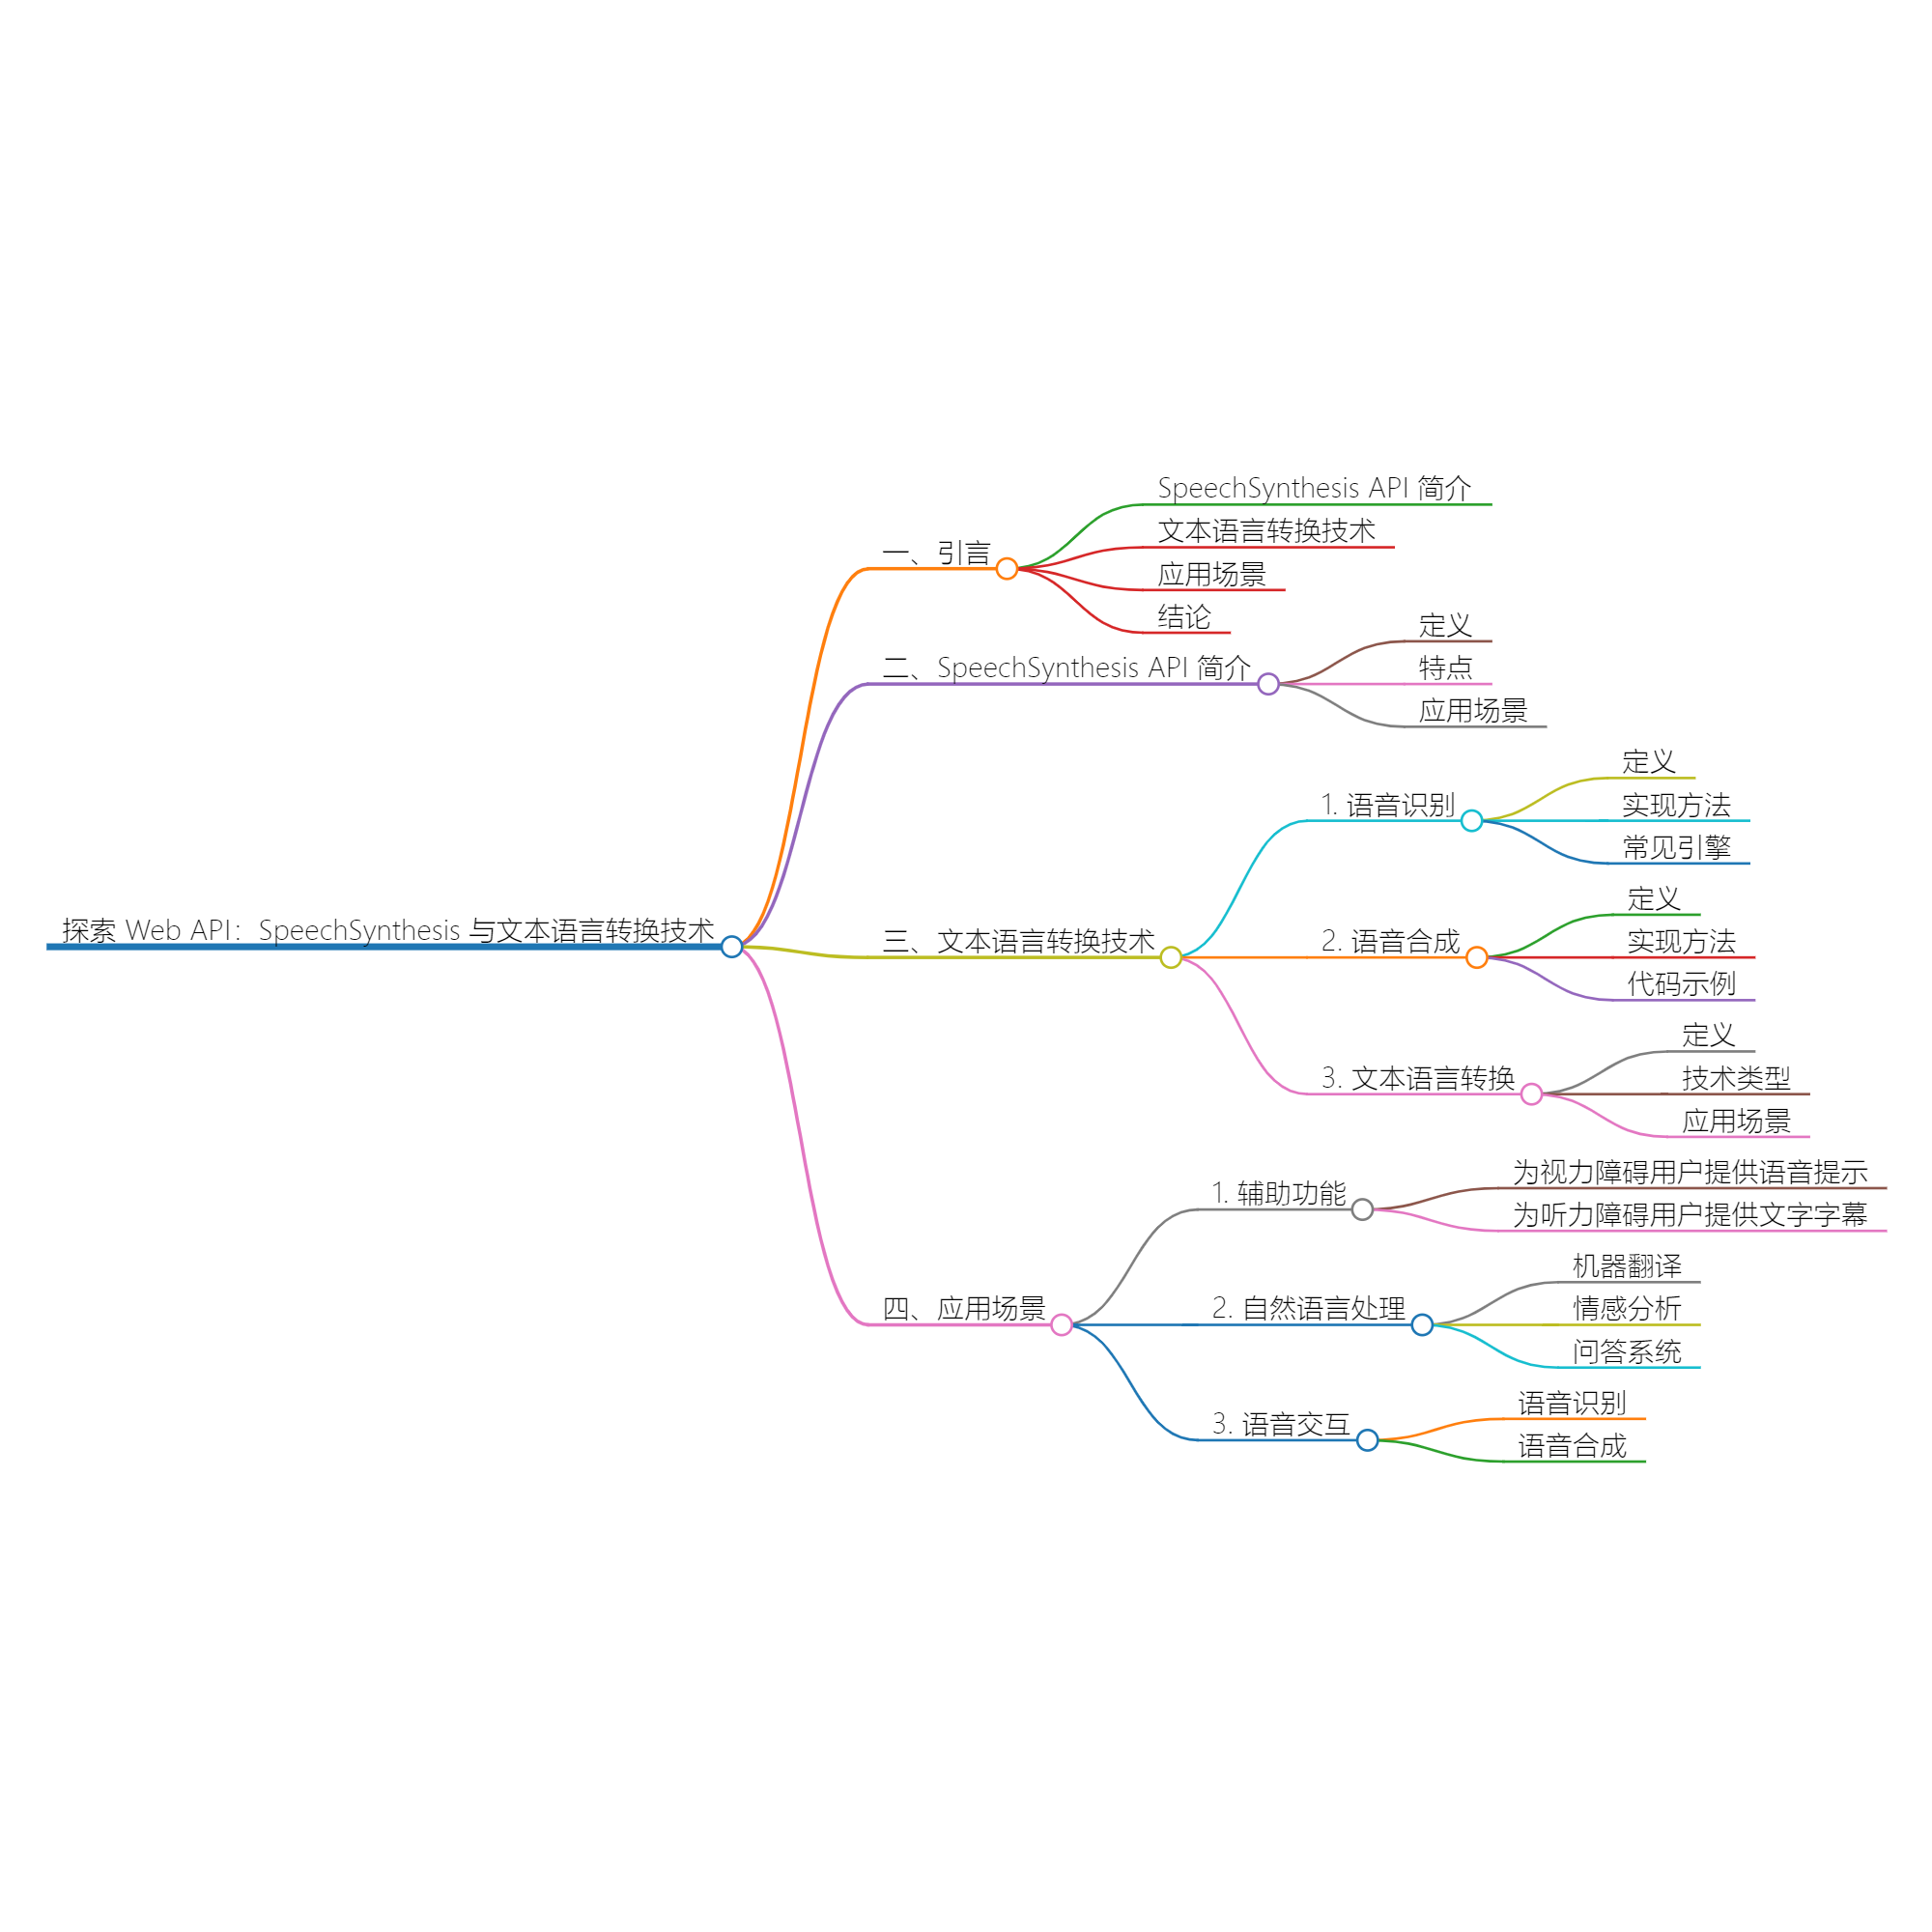 探索 Web API：SpeechSynthesis 与文本语言转换技术
一、引言
SpeechSynthesis API 简介
文本语言转换技术
应用场景
结论
二、SpeechSynthesis API 简介
定义
特点
应用场景
三、文本语言转换技术
1. 语音识别
定义
实现方法
常见引擎
2. 语音合成
定义
实现方法
代码示例
3. 文本语言转换
定义
技术类型
应用场景
四、应用场景
1. 辅助功能
为视力障碍用户提供语音提示
为听力障碍用户提供文字字幕
2. 自然语言处理
机器翻译
情感分析
问答系统
3. 语音交互
语音识别
语音合成